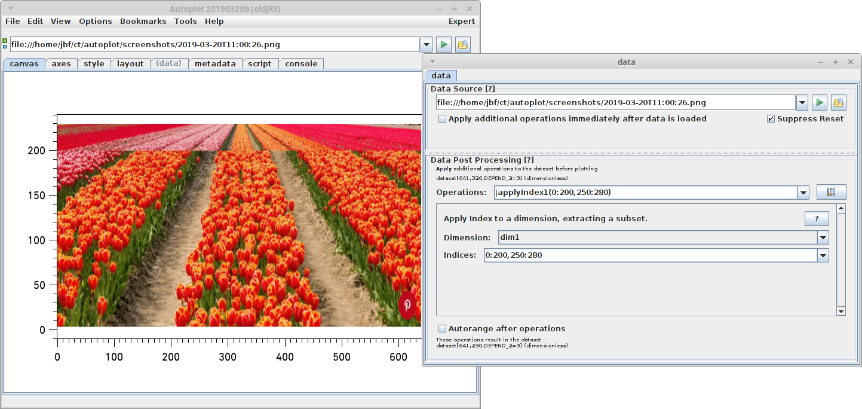 Autoplot 20190320b (oldJRE)
File Edit View Options Bookmarks Tools Help Expert
file:///home/jbf/ct/autoplot/screenshots/2019-03-20T11:00:26.png
canvas axes style layout (data) metadata script console
200
150
100
50
0
0 100 200 300 400 500 600
data
data
Data Source [?]
file:///home/jbf/ct/autoplot/screenshots/2019-03-20T11:00:26.png
Apply additional operations immediately after data is loaded
Suppress Reset
Data Post Processing [?]
Apply additional operations to the dataset before plotting
dataset[641,326,DEPEND_2=3] (dimensionless)
Operations: |applyIndex1(0:200,250:280)
Apply Index to a dimension, extracting a subset.
?
Dimension: dim1
Indices: 0:200,250:280
Autorange after operations
These operations result in the dataset
dataset[641,230,DEPEND_2=3] (dimensionless)